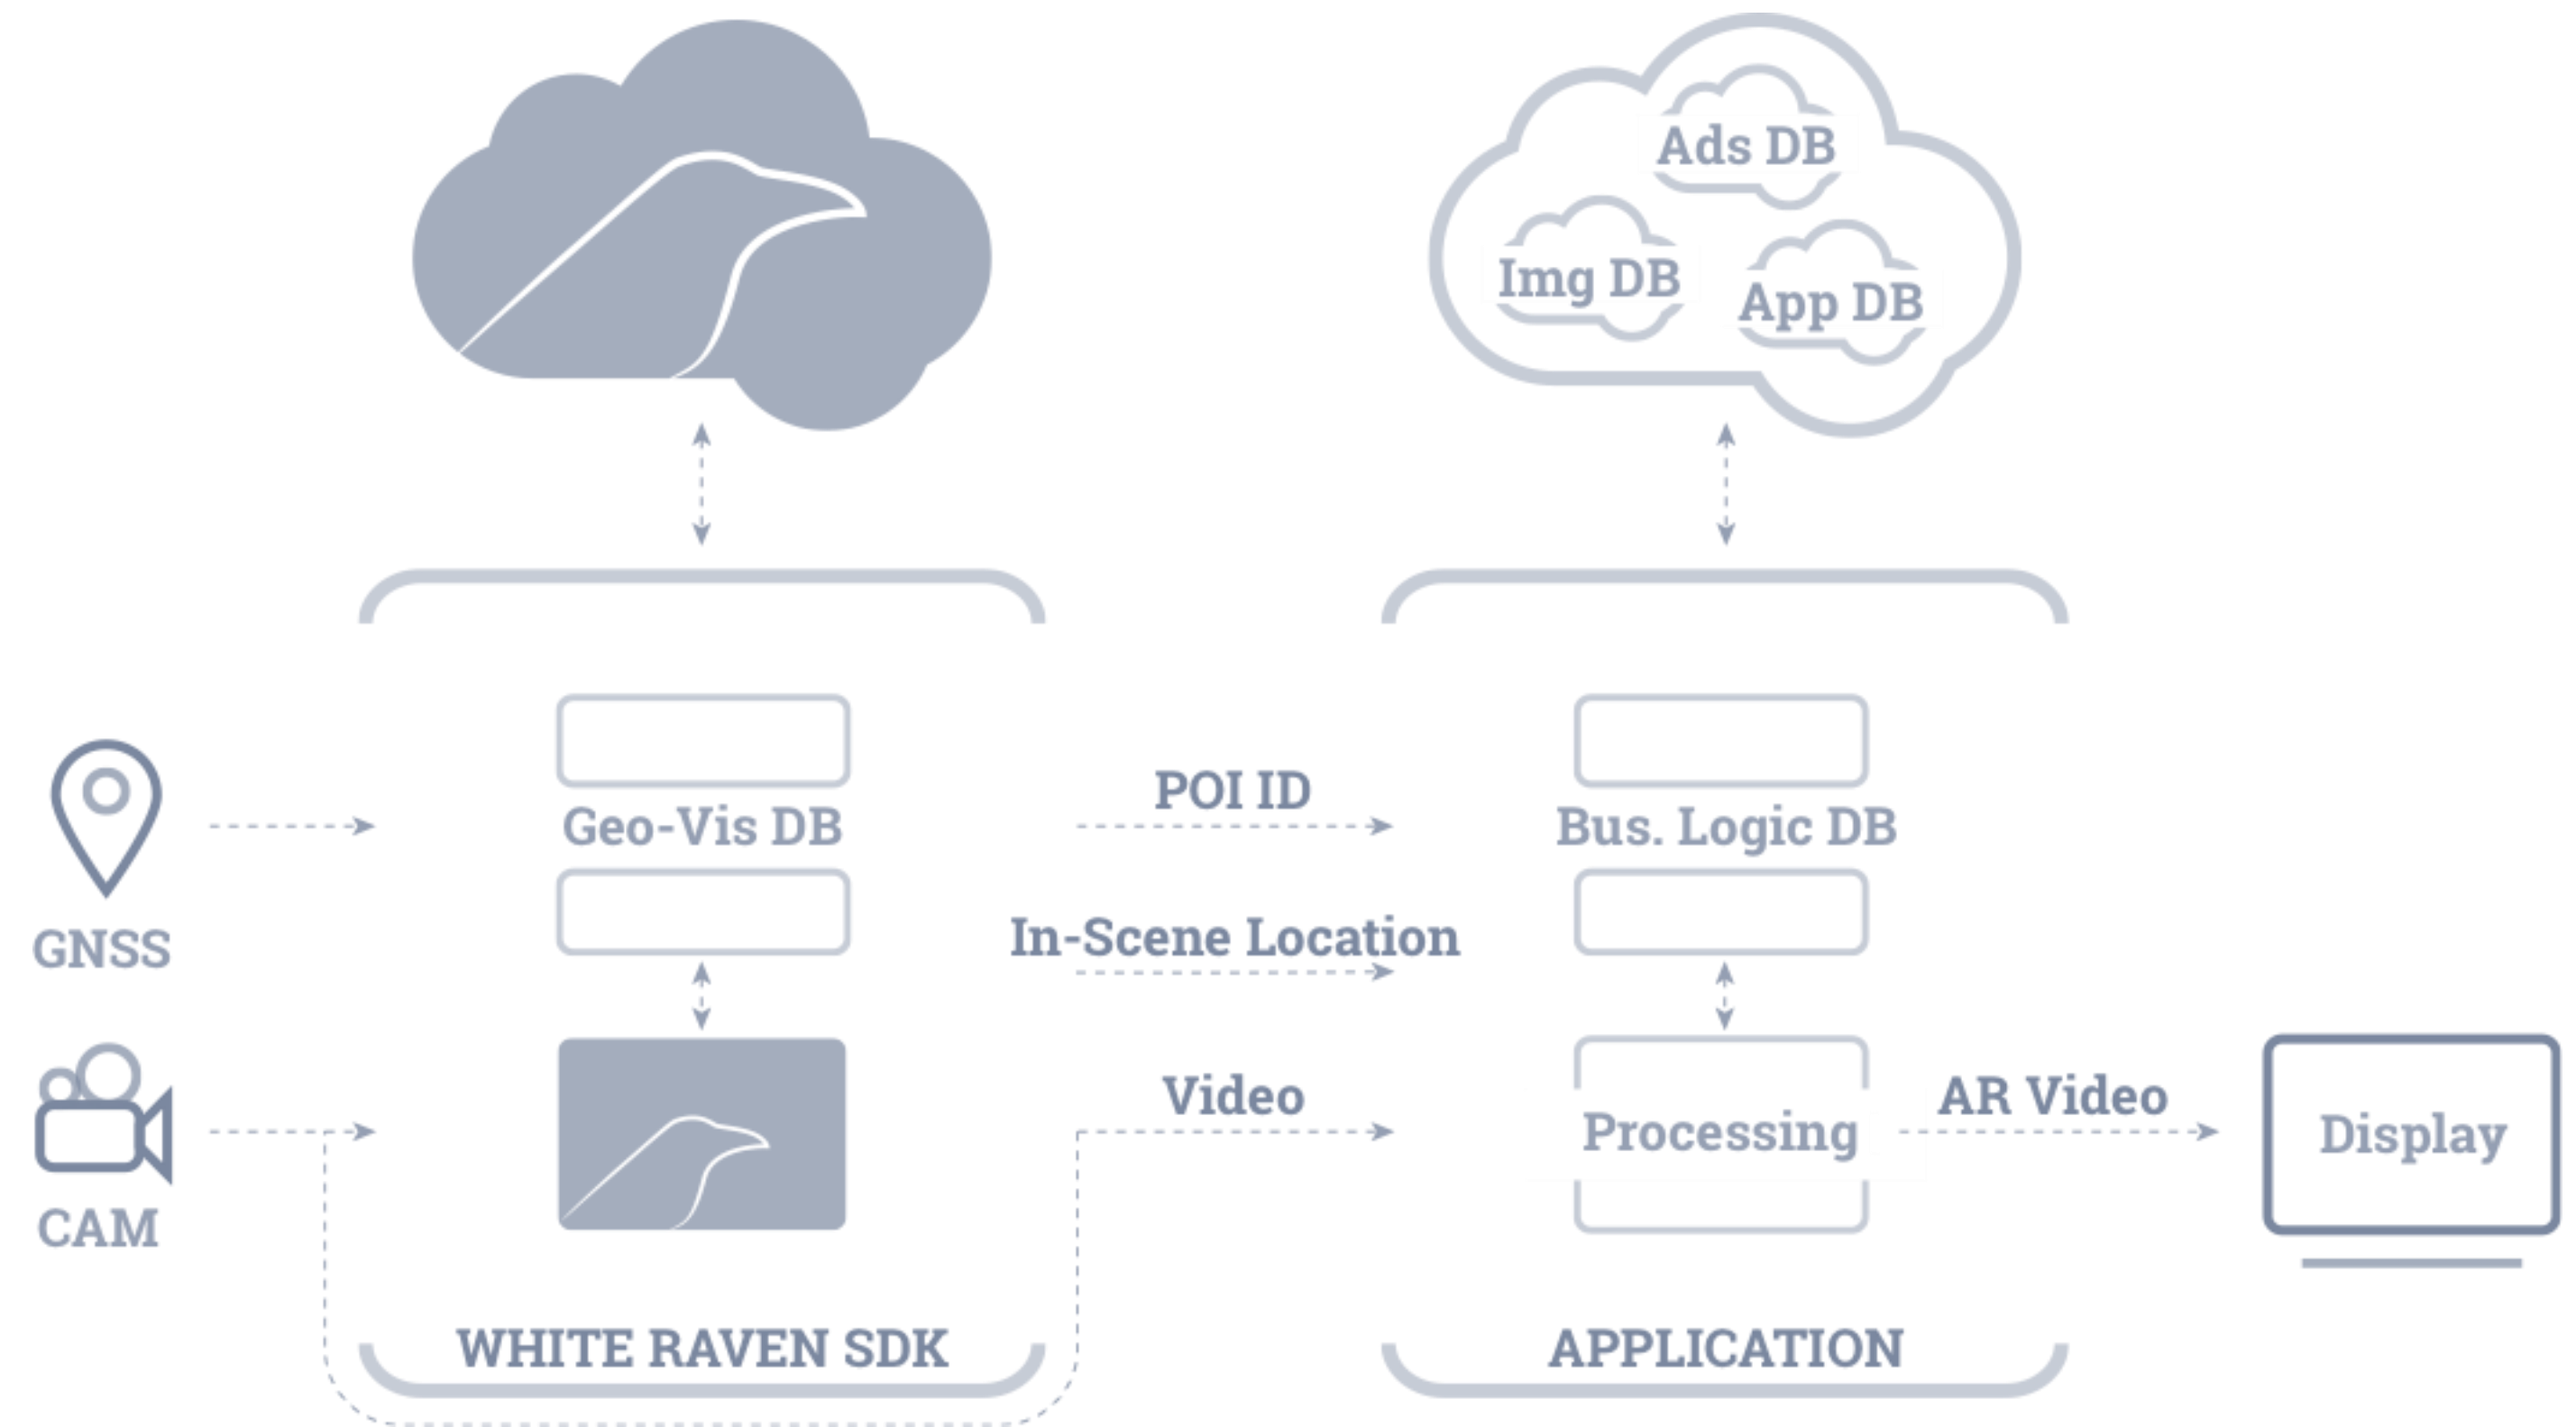 Ads DB
Img DB
App DB
GNSS
CAM
Geo-Vis DB
WHITE RAVEN SDK
POI ID
In-Scene Location
Video
Bus. Logic DB
Processing
APPLICATION
AR Video
Display